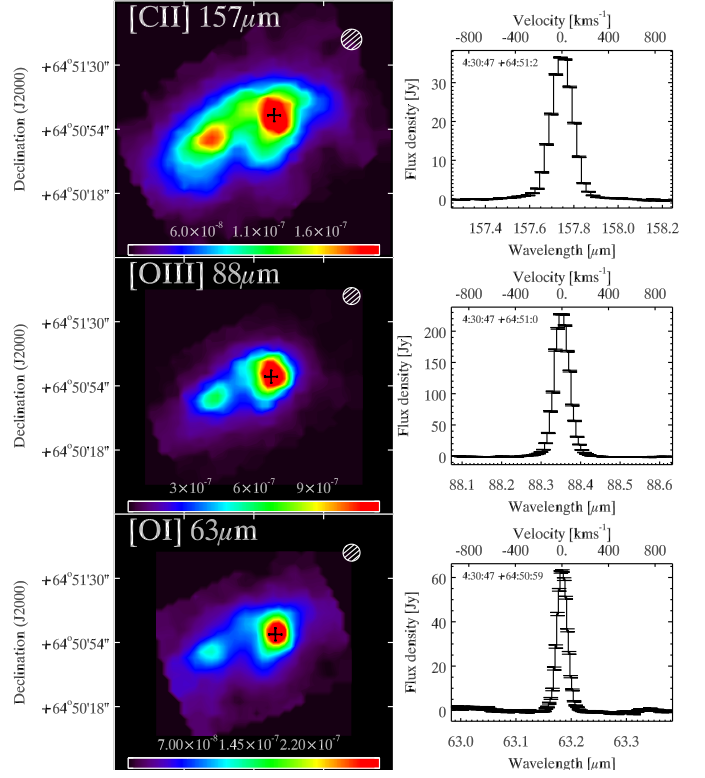 [CII] 157µm
Declination (J2000)
+64°51'30"
+64°50'54"
+64°50'18"
6.0×10⁻⁸ 1.1×10⁻⁷ 1.6×10⁻⁷
Velocity [kms⁻¹]
-800 -400 0. 400 800
4:30:47 +64:51:2
Flux density [Jy]
30
20
10
0
157.4 157.6 157.8 158.0 158.2
Wavelength [µm]
[OIII] 88µm
Declination (J2000)
+64°51'30"
+64°50'54"
+64°50'18"
3×10⁻⁷ 6×10⁻⁷ 9×10⁻⁷
Velocity [kms⁻¹]
-800 -400 0. 400 800
4:30:47 +64:51:0
Flux density [Jy]
200
150
100
50
0
88.1 88.2 88.3 88.4 88.5 88.6
Wavelength [µm]
[OI] 63µm
Declination (J2000)
+64°51'30"
+64°50'54"
+64°50'18"
7.00×10⁻⁸ 1.45×10⁻⁷ 2.20×10⁻⁷
Velocity [kms⁻¹]
-800 -400 0. 400 800
4:30:47 +64:50:59
Flux density [Jy]
60
40
20
0
63.0 63.1 63.2 63.3
Wavelength [µm]